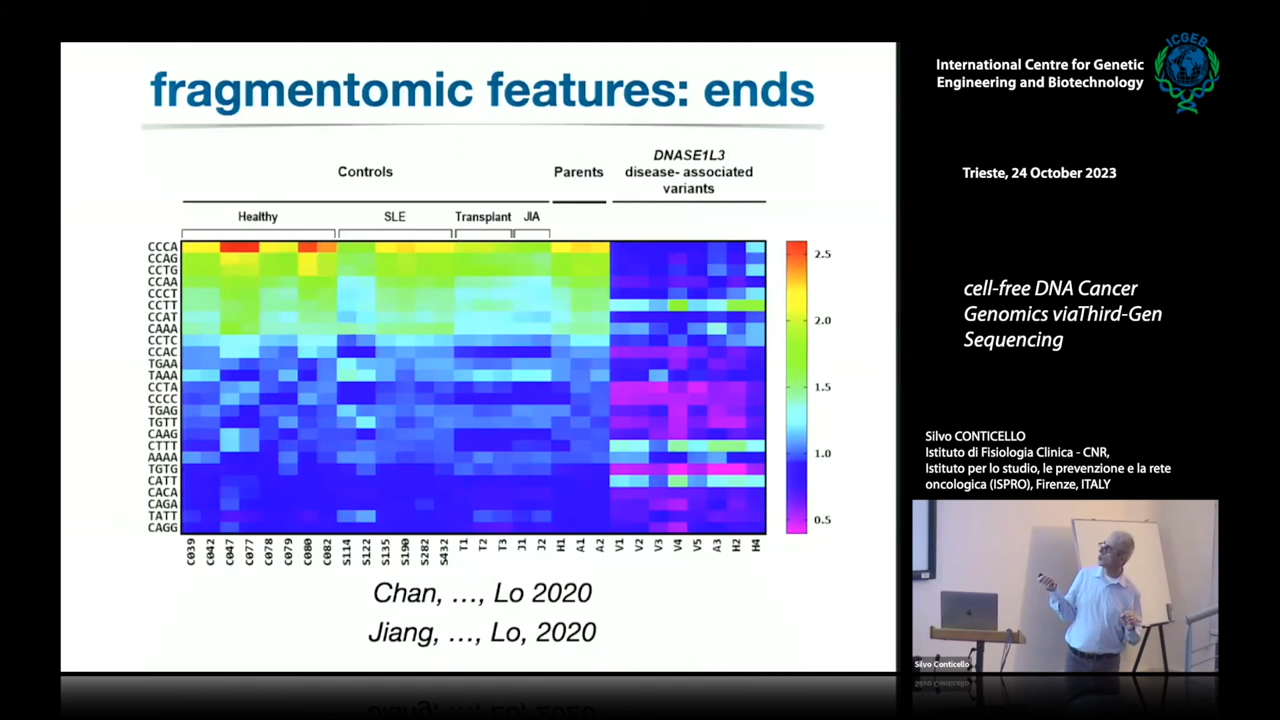 fragmentomic features: ends
Controls
Parents
DNASE1L3
disease- associated
variants
Healthy
SLE
Transplant
JIA
CCCA
CCAG
CCTG
CCAA
CCCT
CCTT
CCAT
CAAA
CCTC
CCAC
TGAA
TAAA
CCTA
CCCC
TGAG
TGTT
CAAG
CTTT
AAAA
TGTG
CATT
CACA
CAGA
TATT
CAGG
2.5
2.0
1.5
1.0
0.5
C039
C042
C047
C077
C078
C079
C080
C082
S114
S122
S135
S190
S282
S432
T1
T2
T3
J1
J2
H1
A1
A2
V1
V2
V3
V4
V5
A3
H2
H4
Chan, ..., Lo 2020
Jiang, ..., Lo, 2020
International Centre for Genetic
Engineering and Biotechnology
ICGEB
Trieste, 24 October 2023
cell-free DNA Cancer
Genomics viaThird-Gen
Sequencing
Silvo CONTICELLO
Istituto di Fisiologia Clinica - CNR,
Istituto per lo studio, le prevenzione e la rete
oncologica (ISPRO), Firenze, ITALY
Silvo Conticello